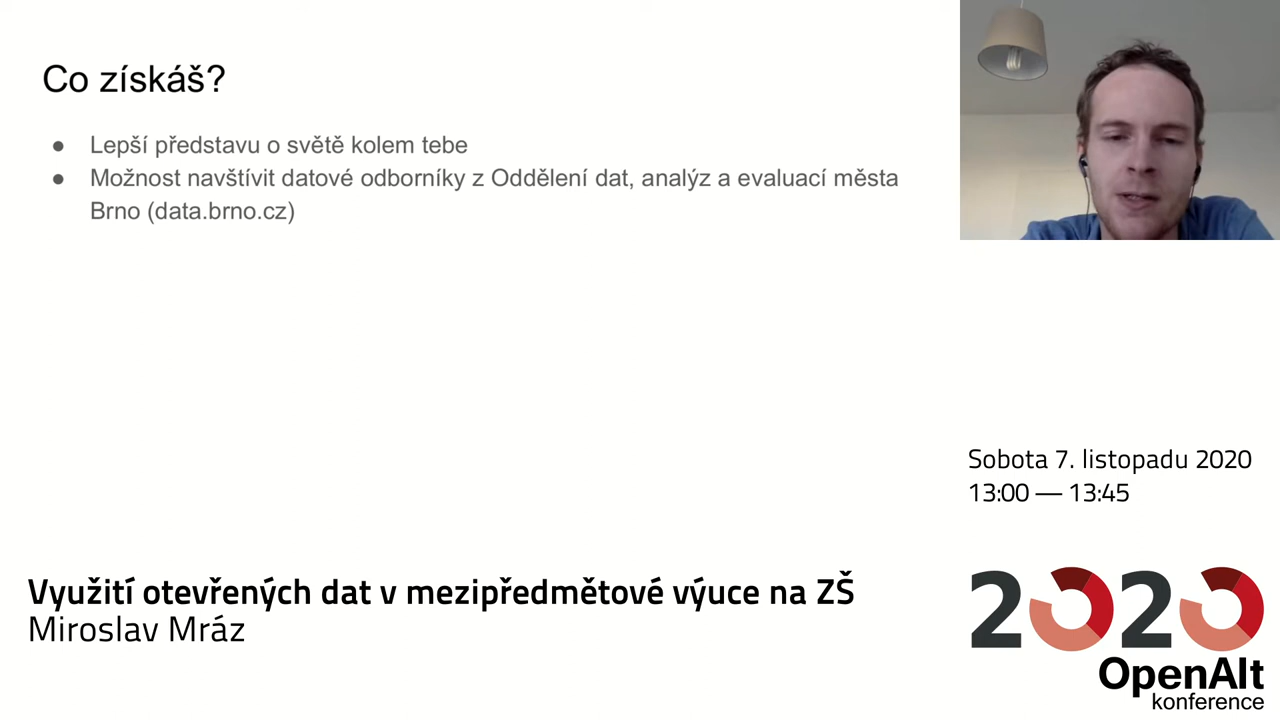 Co získáš?
● Lepší představu o světě kolem tebe
● Možnost navštívit datové odborníky z Oddělení dat, analýz a evaluací města
Brno (data.brno.cz)
Sobota 7. listopadu 2020
13:00 — 13:45
Využití otevřených dat v mezipředmětové výuce na ZŠ
Miroslav Mráz
2020
OpenAlt
konference